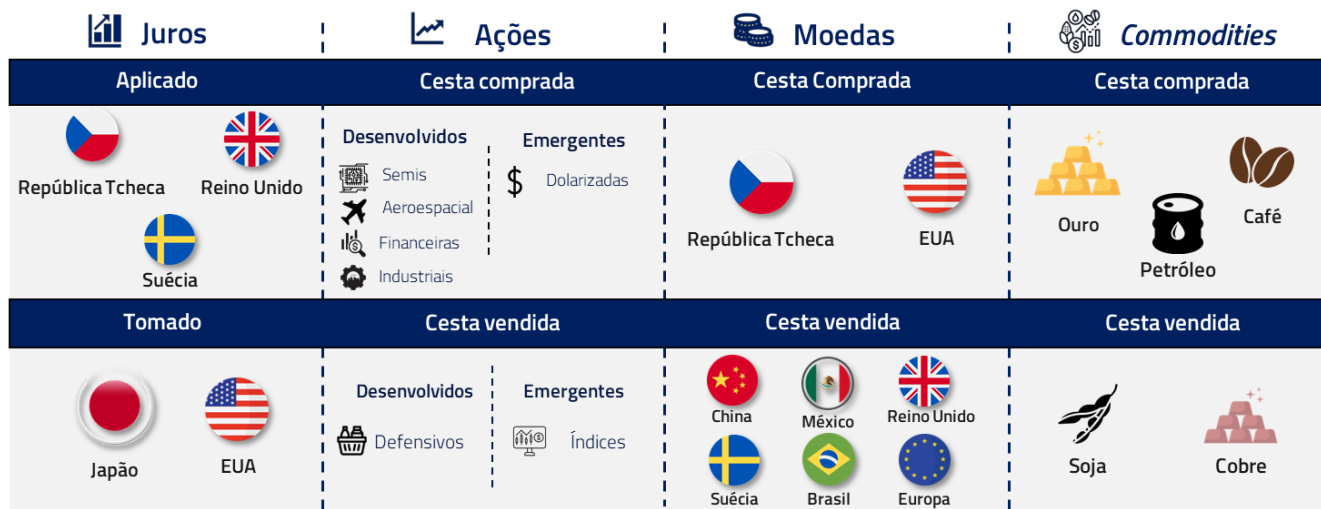 Juros
Ações
Moedas
Commodities
Aplicado
Cesta comprada
Cesta Comprada
Cesta comprada
República Tcheca
Reino Unido
Suécia
Desenvolvidos
Semis
Aeroespacial
Financeiras
Industriais
Emergentes
$ Dolarizadas
República Tcheca
EUA
Ouro
Petróleo
Café
Tomado
Cesta vendida
Cesta vendida
Cesta vendida
Japão
EUA
Desenvolvidos
Defensivos
Emergentes
Índices
China
México
Reino Unido
Suécia
Brasil
Europa
Soja
Cobre